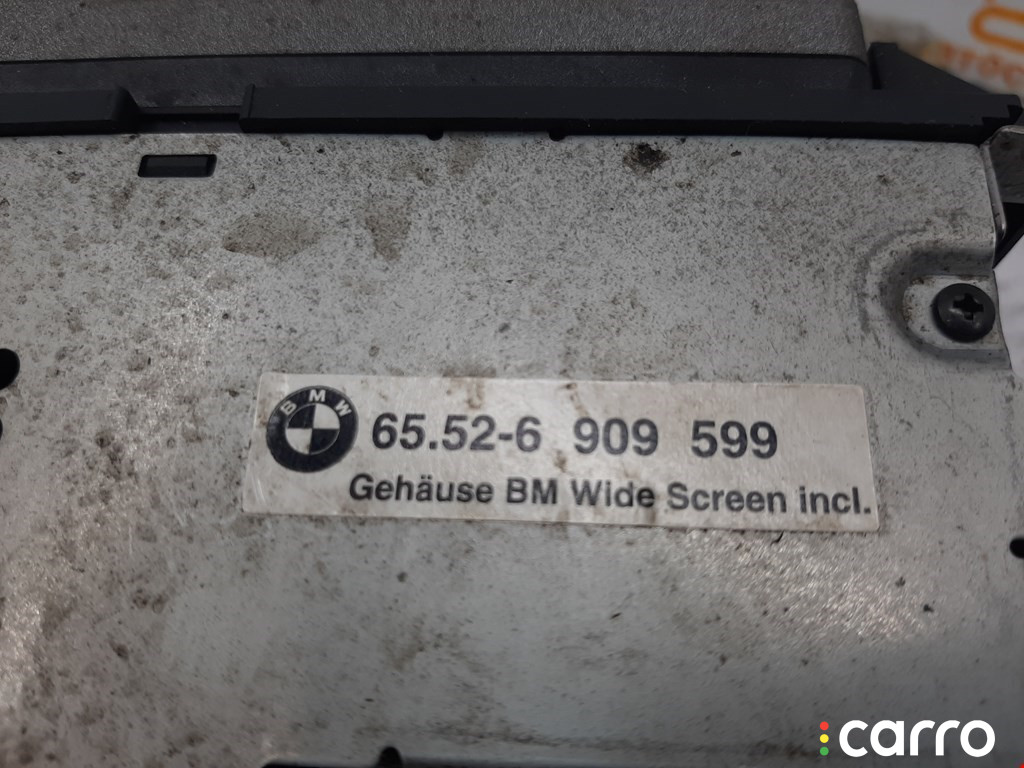 BMW
65.52-6 909 599
Gehäuse BM Wide Screen incl.
carro